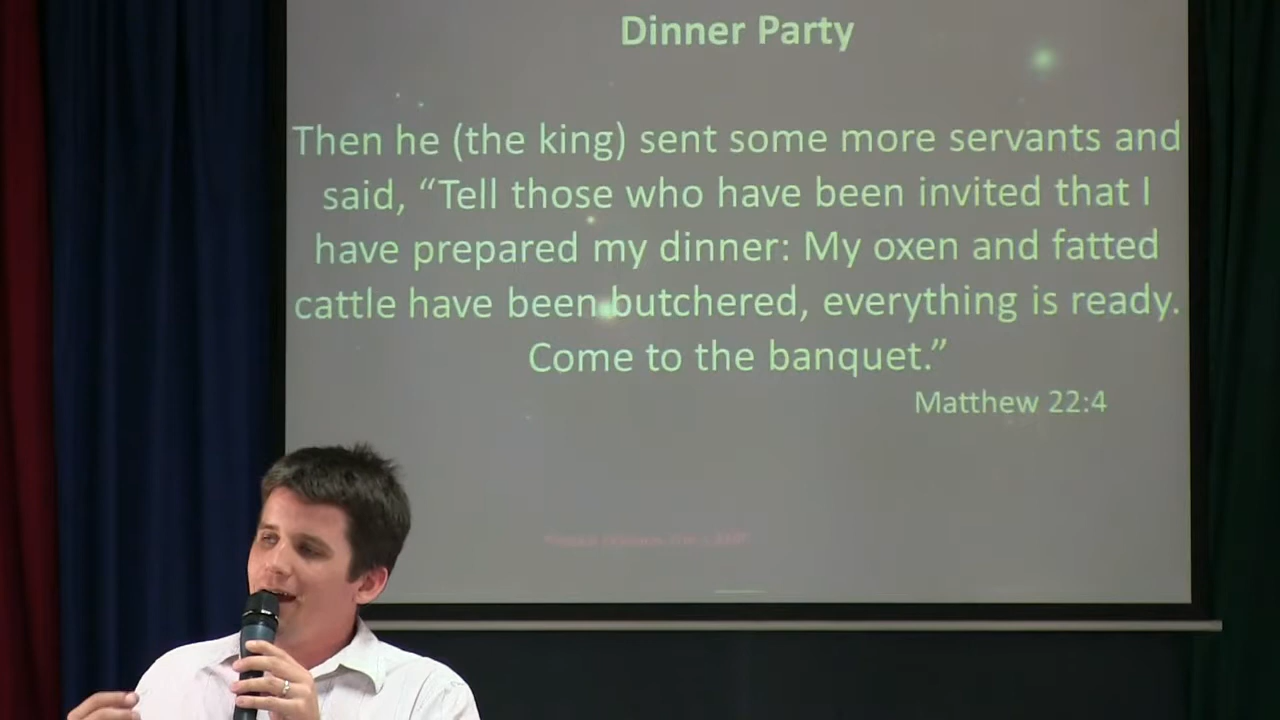 Dinner Party
Then he (the king) sent some more servants and
said, “Tell those who have been invited that I
have prepared my dinner: My oxen and fatted
cattle have been butchered, everything is ready.
Come to the banquet.”
Matthew 22:4